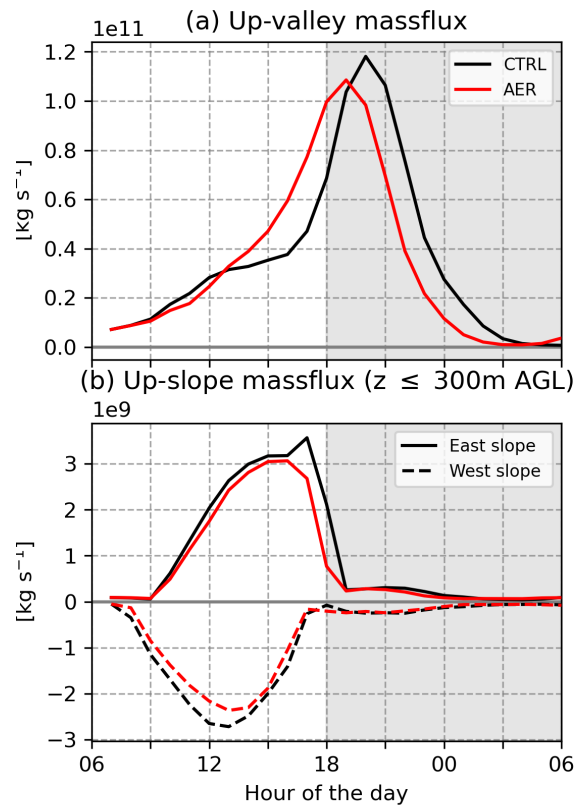 (a) Up-valley massflux
1e11
1.2
1.0
0.8
0.6
0.4
0.2
0.0
[kg s⁻¹]
CTRL
AER
(b) Up-slope massflux (z ≤ 300m AGL)
1e9
3
2
1
0
−1
−2
−3
[kg s⁻¹]
East slope
West slope
06 12 18 00 06
Hour of the day